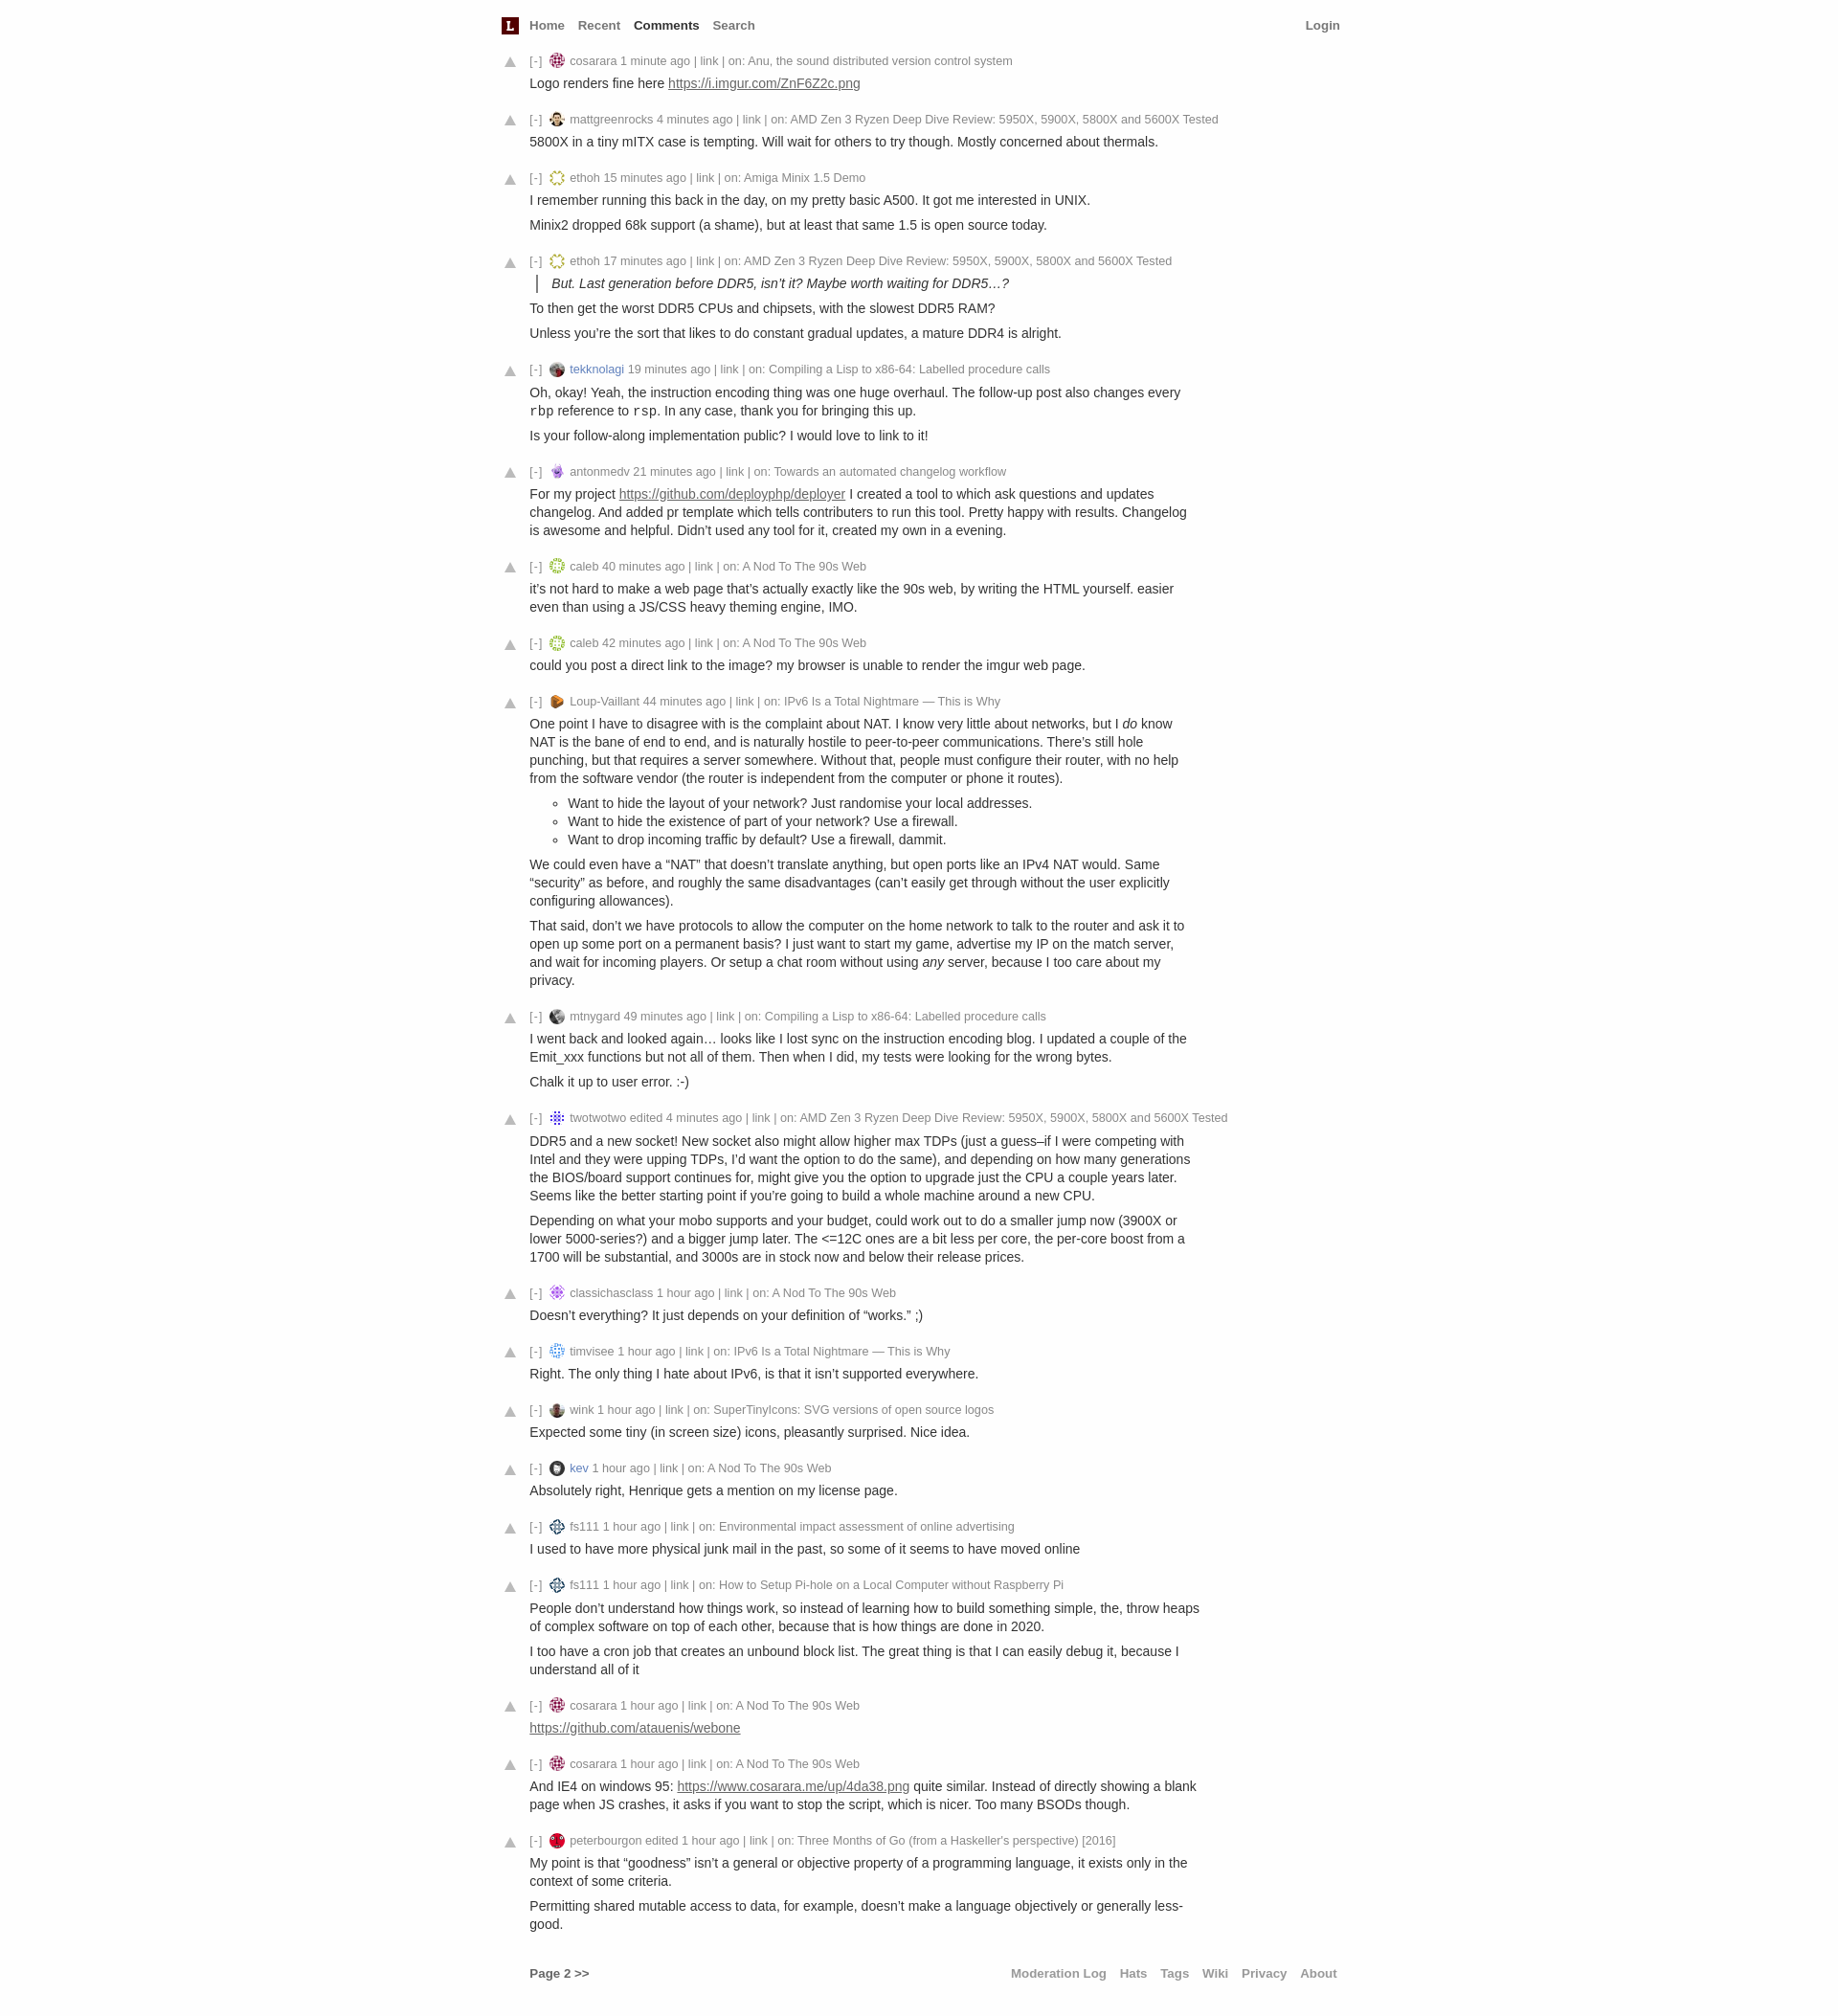 L Home Recent Comments Search Login
[-] cosarara 1 minute ago | link | on: Anu, the sound distributed version control system
Logo renders fine here https://i.imgur.com/ZnF6Z2c.png
[-] mattgreenrocks 4 minutes ago | link | on: AMD Zen 3 Ryzen Deep Dive Review: 5950X, 5900X, 5800X and 5600X Tested
5800X in a tiny mITX case is tempting. Will wait for others to try though. Mostly concerned about thermals.
[-] ethoh 15 minutes ago | link | on: Amiga Minix 1.5 Demo
I remember running this back in the day, on my pretty basic A500. It got me interested in UNIX.
Minix2 dropped 68k support (a shame), but at least that same 1.5 is open source today.
[-] ethoh 17 minutes ago | link | on: AMD Zen 3 Ryzen Deep Dive Review: 5950X, 5900X, 5800X and 5600X Tested
But. Last generation before DDR5, isn’t it? Maybe worth waiting for DDR5…?
To then get the worst DDR5 CPUs and chipsets, with the slowest DDR5 RAM?
Unless you’re the sort that likes to do constant gradual updates, a mature DDR4 is alright.
[-] tekknolagi 19 minutes ago | link | on: Compiling a Lisp to x86-64: Labelled procedure calls
Oh, okay! Yeah, the instruction encoding thing was one huge overhaul. The follow-up post also changes every
rbp reference to rsp. In any case, thank you for bringing this up.
Is your follow-along implementation public? I would love to link to it!
[-] antonmedv 21 minutes ago | link | on: Towards an automated changelog workflow
For my project https://github.com/deployphp/deployer I created a tool to which ask questions and updates
changelog. And added pr template which tells contributers to run this tool. Pretty happy with results. Changelog
is awesome and helpful. Didn’t used any tool for it, created my own in a evening.
[-] caleb 40 minutes ago | link | on: A Nod To The 90s Web
it’s not hard to make a web page that’s actually exactly like the 90s web, by writing the HTML yourself. easier
even than using a JS/CSS heavy theming engine, IMO.
[-] caleb 42 minutes ago | link | on: A Nod To The 90s Web
could you post a direct link to the image? my browser is unable to render the imgur web page.
[-] Loup-Vaillant 44 minutes ago | link | on: IPv6 Is a Total Nightmare — This is Why
One point I have to disagree with is the complaint about NAT. I know very little about networks, but I do know
NAT is the bane of end to end, and is naturally hostile to peer-to-peer communications. There’s still hole
punching, but that requires a server somewhere. Without that, people must configure their router, with no help
from the software vendor (the router is independent from the computer or phone it routes).
Want to hide the layout of your network? Just randomise your local addresses.
Want to hide the existence of part of your network? Use a firewall.
Want to drop incoming traffic by default? Use a firewall, dammit.
We could even have a “NAT” that doesn’t translate anything, but open ports like an IPv4 NAT would. Same
“security” as before, and roughly the same disadvantages (can’t easily get through without the user explicitly
configuring allowances).
That said, don’t we have protocols to allow the computer on the home network to talk to the router and ask it to
open up some port on a permanent basis? I just want to start my game, advertise my IP on the match server,
and wait for incoming players. Or setup a chat room without using any server, because I too care about my
privacy.
[-] mtnygard 49 minutes ago | link | on: Compiling a Lisp to x86-64: Labelled procedure calls
I went back and looked again… looks like I lost sync on the instruction encoding blog. I updated a couple of the
Emit_xxx functions but not all of them. Then when I did, my tests were looking for the wrong bytes.
Chalk it up to user error. :-)
[-] twotwotwo edited 4 minutes ago | link | on: AMD Zen 3 Ryzen Deep Dive Review: 5950X, 5900X, 5800X and 5600X Tested
DDR5 and a new socket! New socket also might allow higher max TDPs (just a guess–if I were competing with
Intel and they were upping TDPs, I’d want the option to do the same), and depending on how many generations
the BIOS/board support continues for, might give you the option to upgrade just the CPU a couple years later.
Seems like the better starting point if you’re going to build a whole machine around a new CPU.
Depending on what your mobo supports and your budget, could work out to do a smaller jump now (3900X or
lower 5000-series?) and a bigger jump later. The <=12C ones are a bit less per core, the per-core boost from a
1700 will be substantial, and 3000s are in stock now and below their release prices.
[-] classichasclass 1 hour ago | link | on: A Nod To The 90s Web
Doesn’t everything? It just depends on your definition of “works.” ;)
[-] timvisee 1 hour ago | link | on: IPv6 Is a Total Nightmare — This is Why
Right. The only thing I hate about IPv6, is that it isn’t supported everywhere.
[-] wink 1 hour ago | link | on: SuperTinyIcons: SVG versions of open source logos
Expected some tiny (in screen size) icons, pleasantly surprised. Nice idea.
[-] kev 1 hour ago | link | on: A Nod To The 90s Web
Absolutely right, Henrique gets a mention on my license page.
[-] fs111 1 hour ago | link | on: Environmental impact assessment of online advertising
I used to have more physical junk mail in the past, so some of it seems to have moved online
[-] fs111 1 hour ago | link | on: How to Setup Pi-hole on a Local Computer without Raspberry Pi
People don’t understand how things work, so instead of learning how to build something simple, the, throw heaps
of complex software on top of each other, because that is how things are done in 2020.
I too have a cron job that creates an unbound block list. The great thing is that I can easily debug it, because I
understand all of it
[-] cosarara 1 hour ago | link | on: A Nod To The 90s Web
https://github.com/atauenis/webone
[-] cosarara 1 hour ago | link | on: A Nod To The 90s Web
And IE4 on windows 95: https://www.cosarara.me/up/4da38.png quite similar. Instead of directly showing a blank
page when JS crashes, it asks if you want to stop the script, which is nicer. Too many BSODs though.
[-] peterbourgon edited 1 hour ago | link | on: Three Months of Go (from a Haskeller's perspective) [2016]
My point is that “goodness” isn’t a general or objective property of a programming language, it exists only in the
context of some criteria.
Permitting shared mutable access to data, for example, doesn’t make a language objectively or generally less-
good.
Page 2 >> Moderation Log Hats Tags Wiki Privacy About